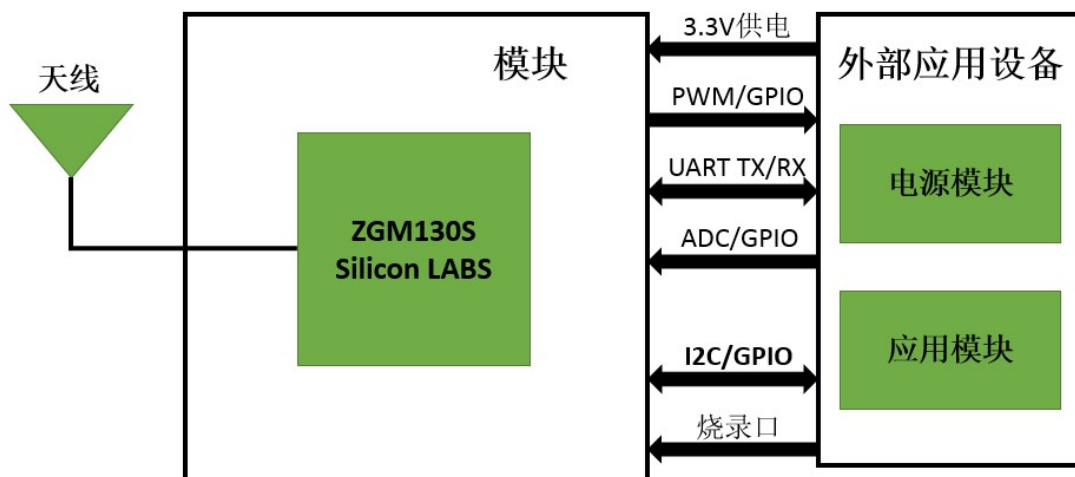 天线
模块
ZGM130S
Silicon LABS
3.3V供电
PWM/GPIO
UART TX/RX
ADC/GPIO
I2C/GPIO
烧录口
外部应用设备
电源模块
应用模块